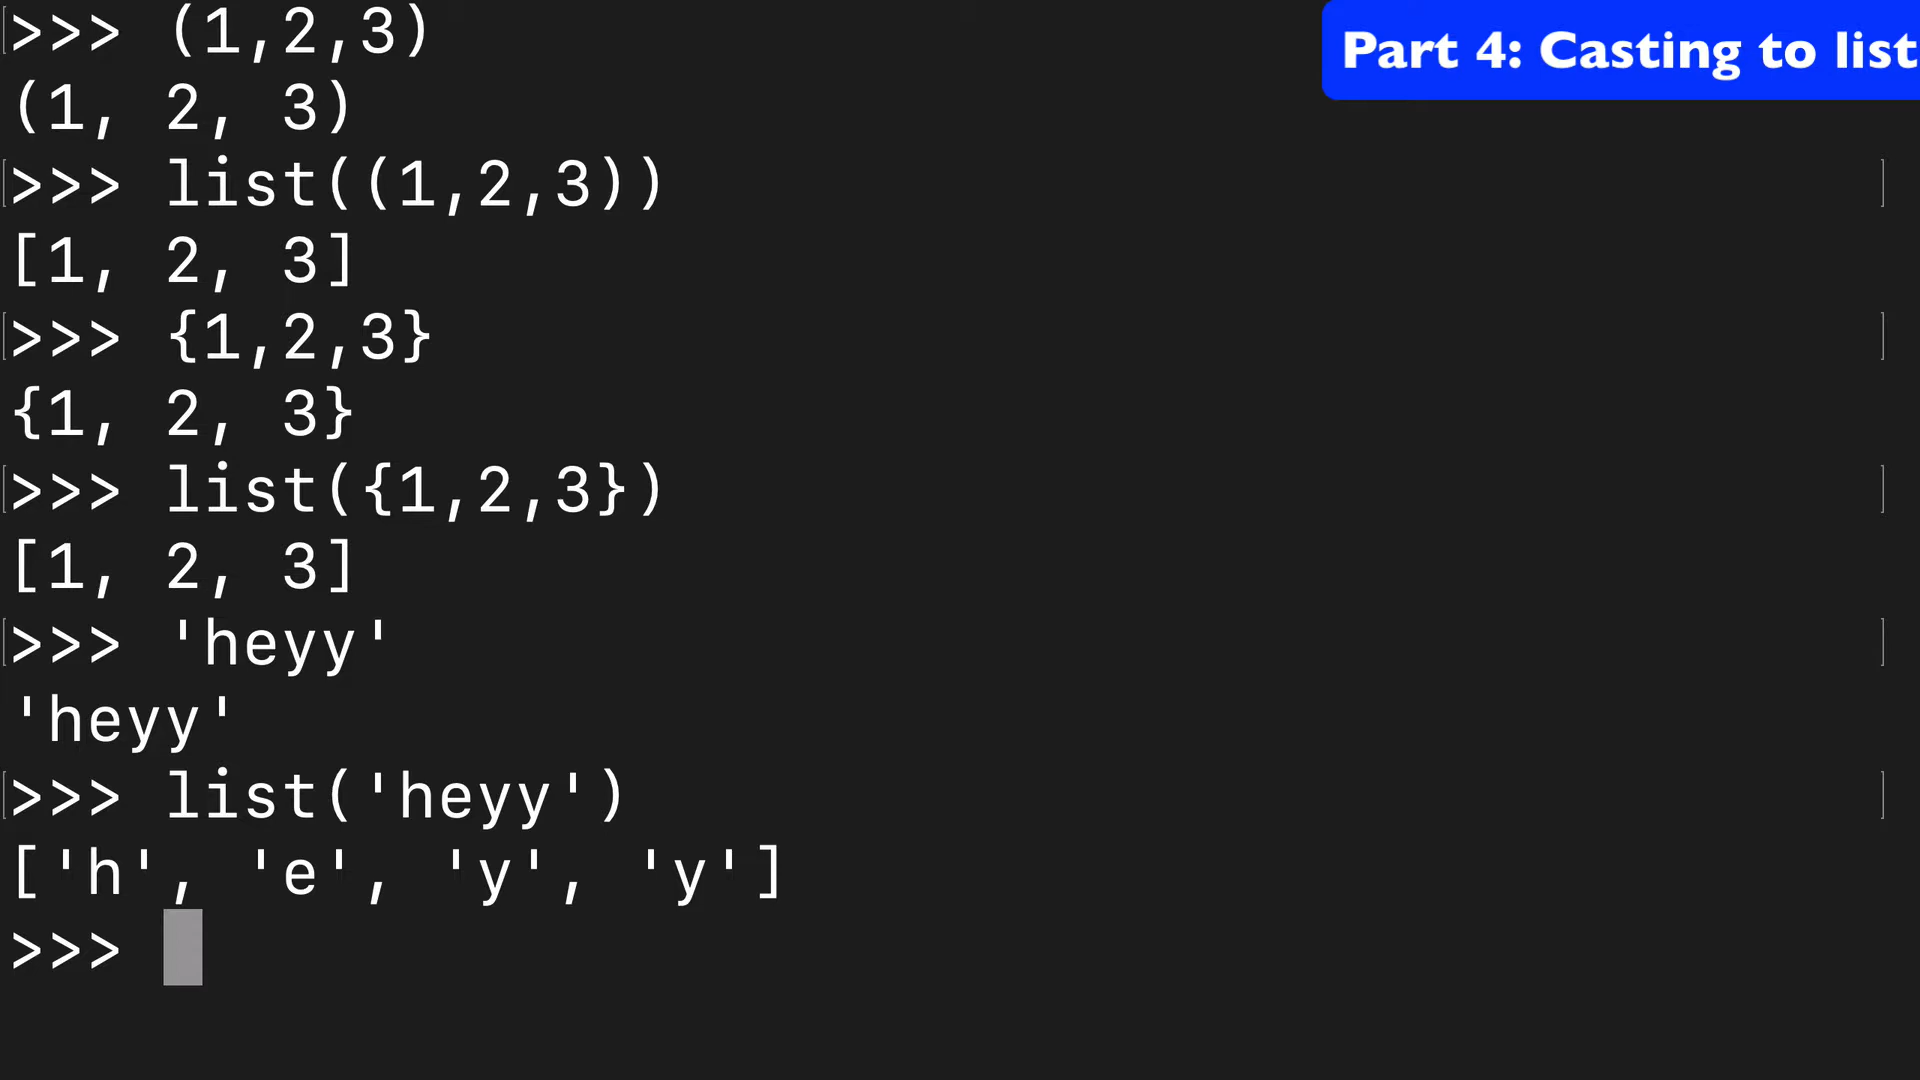 >>> (1,2,3)
Part 4: Casting to list
(1, 2, 3)
>>> list((1,2,3))
[1, 2, 3]
>>> {1,2,3}
{1, 2, 3}
>>> list({1,2,3})
[1, 2, 3]
>>> 'heyy'
'heyy'
>>> list('heyy')
['h', 'e', 'y', 'y']
>>>